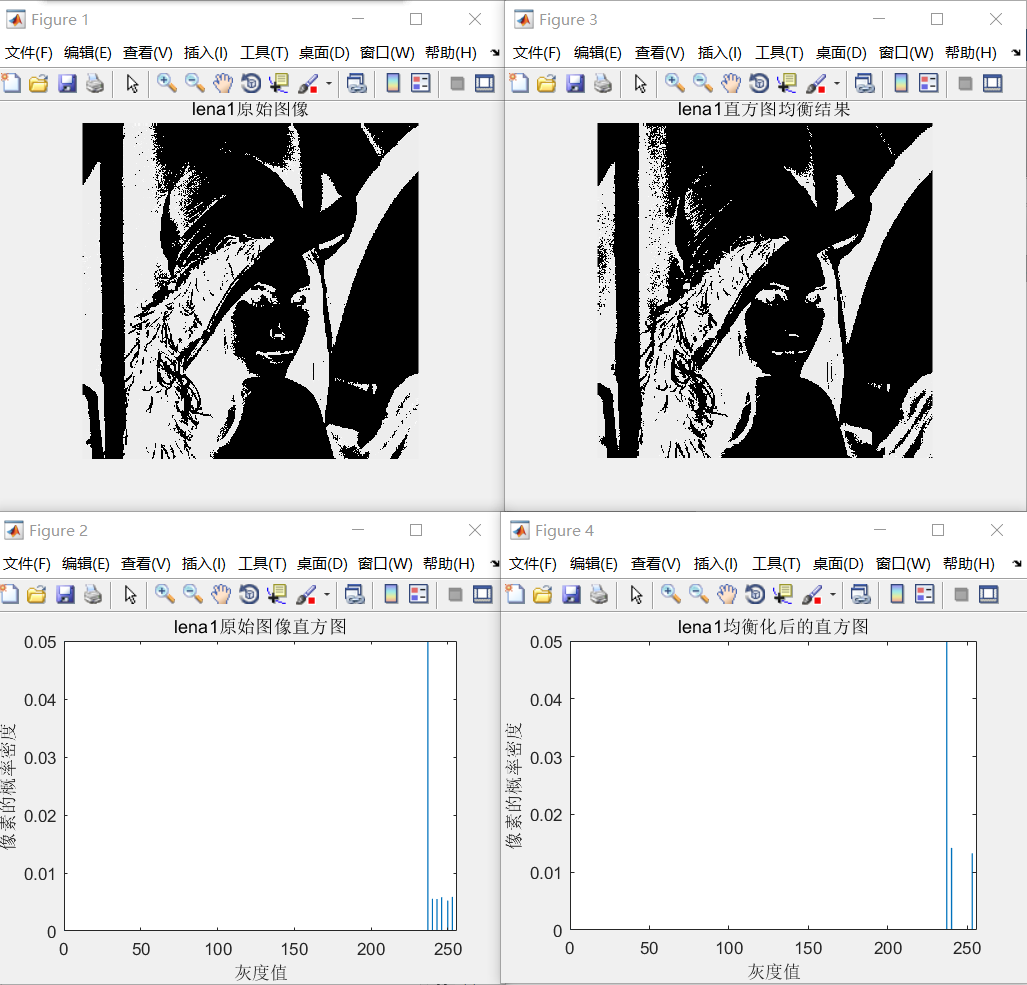 Figure 1
文件(F) 编辑(E) 查看(V) 插入(I) 工具(T) 桌面(D) 窗口(W) 帮助(H)
lena1原始图像
Figure 3
文件(F) 编辑(E) 查看(V) 插入(I) 工具(T) 桌面(D) 窗口(W) 帮助(H)
lena1直方图均衡结果
Figure 2
文件(F) 编辑(E) 查看(V) 插入(I) 工具(T) 桌面(D) 窗口(W) 帮助(H)
lena1原始图像直方图
0.05
0.04
0.03
0.02
0.01
0
像素的概率密度
0 50 100 150 200 250
灰度值
Figure 4
文件(F) 编辑(E) 查看(V) 插入(I) 工具(T) 桌面(D) 窗口(W) 帮助(H)
lena1均衡化后的直方图
0.05
0.04
0.03
0.02
0.01
0
像素的概率密度
0 50 100 150 200 250
灰度值